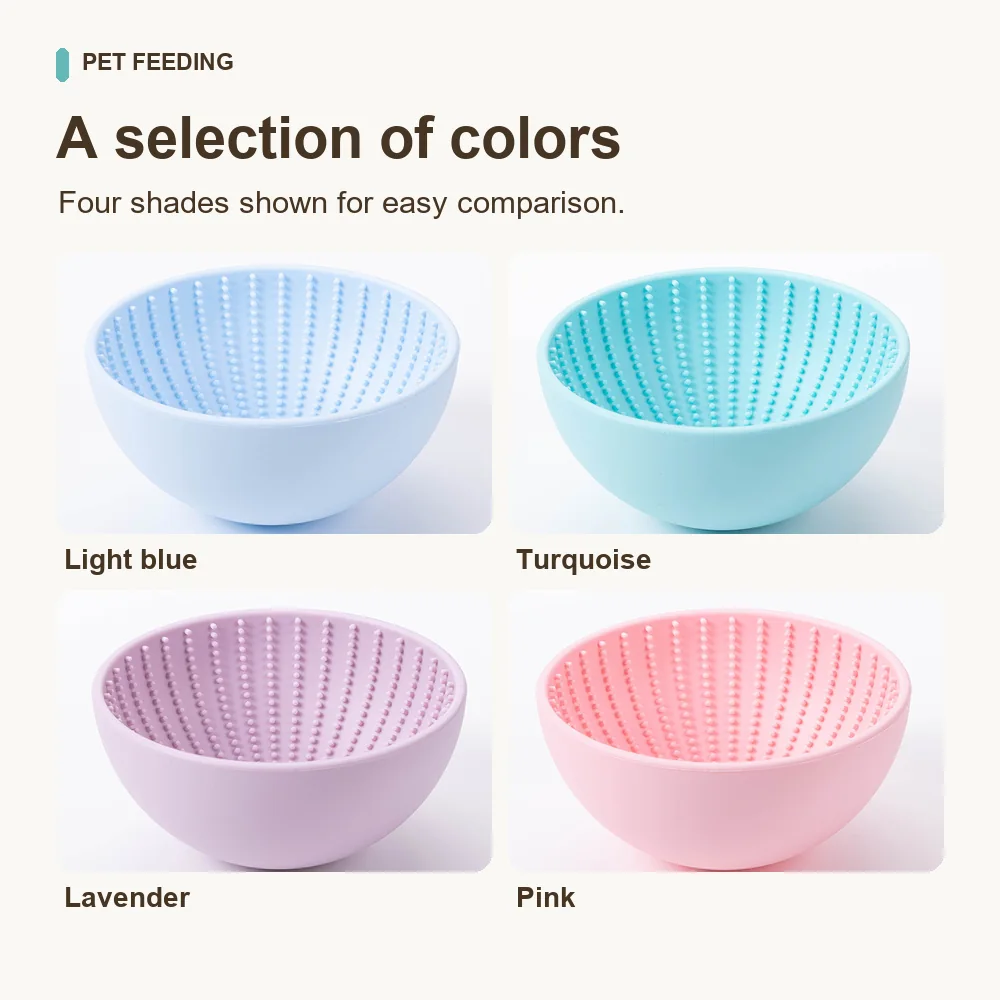 PET FEEDING
A selection of colors
Four shades shown for easy comparison.
Light blue
Turquoise
Lavender
Pink